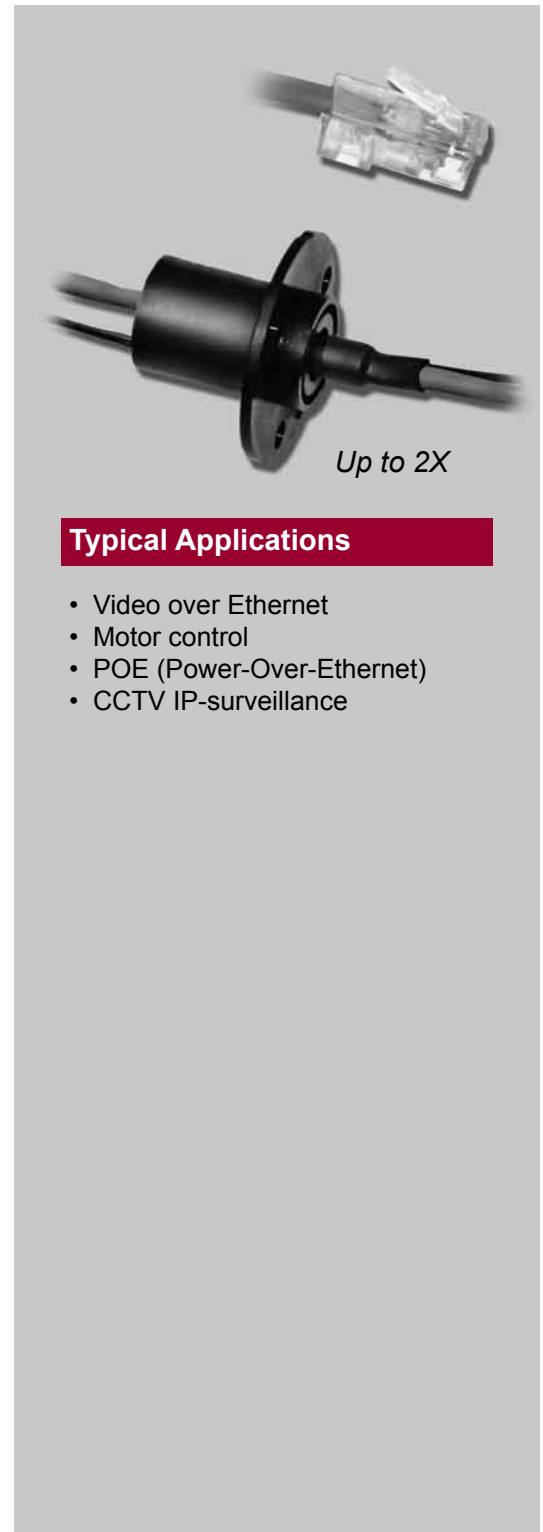 Up to 2X
Typical Applications
• Video over Ethernet
• Motor control
• POE (Power-Over-Ethernet)
• CCTV IP-surveillance